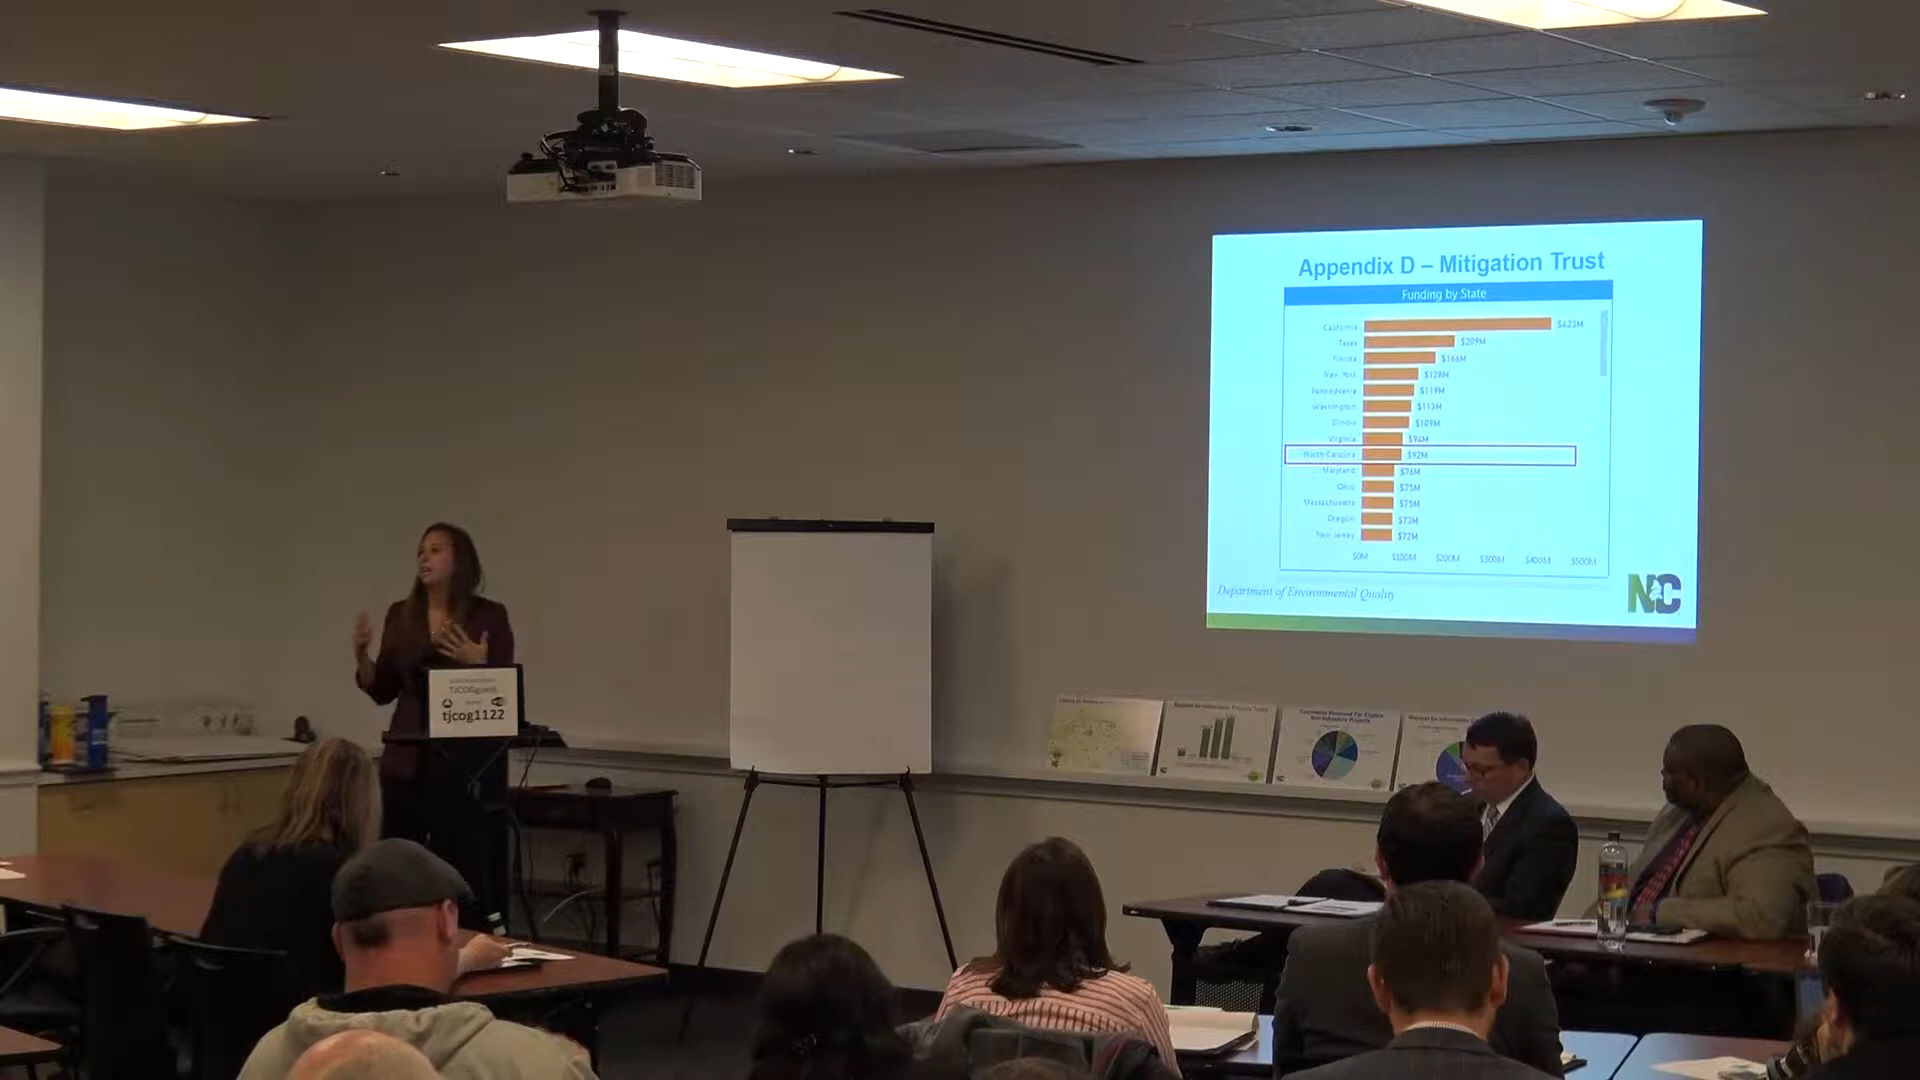 Appendix D – Mitigation Trust
Funding by State
California $423M
Texas $209M
Florida $166M
New York $128M
Pennsylvania $119M
Washington $113M
Illinois $109M
Virginia $94M
North Carolina $92M
Maryland $76M
Ohio $75M
Massachusetts $75M
Oregon $73M
New Jersey $72M
$0M $100M $200M $300M $400M $500M
Department of Environmental Quality
NC
TJCOGguest
tjcog1122